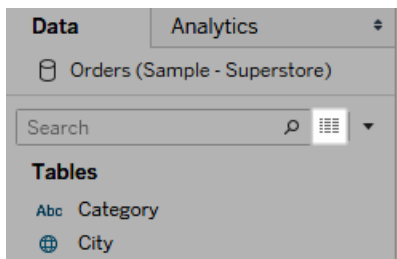 Data Analytics
Orders (Sample - Superstore)
Search
Tables
Abc Category
City